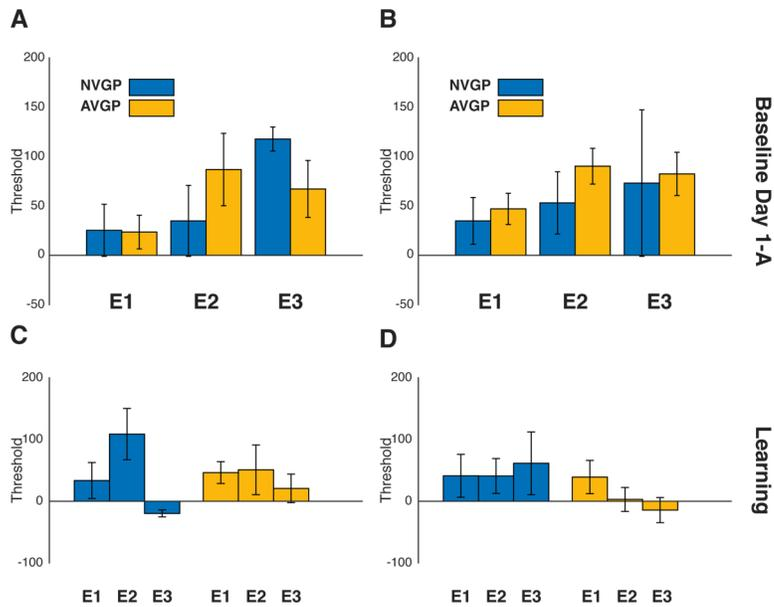 A
B
200
150
100
50
0
-50
Threshold
NVGP
AVGP
E1 E2 E3
200
150
100
50
0
-50
Threshold
NVGP
AVGP
E1 E2 E3
Baseline Day 1-A
C
D
200
100
0
-100
Threshold
E1 E2 E3 E1 E2 E3
200
100
0
-100
Threshold
E1 E2 E3 E1 E2 E3
Learning